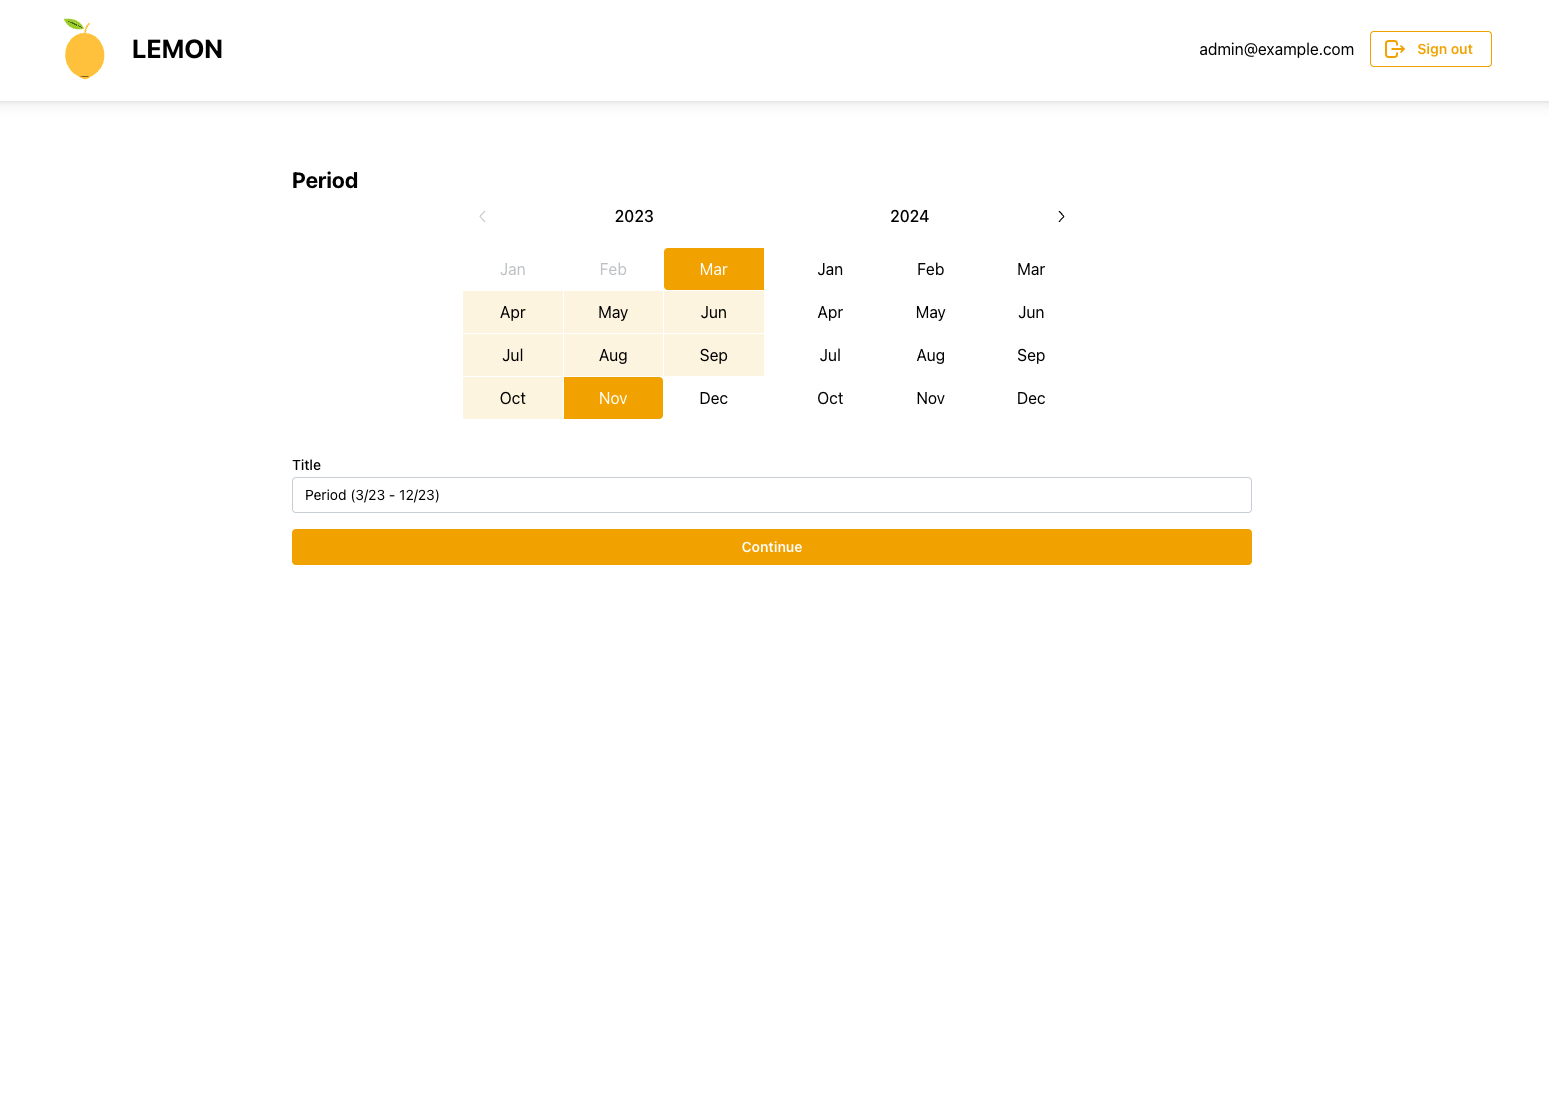 LEMON
admin@example.com
Sign out
Period
2023 2024
Jan Feb Mar Jan Feb Mar
Apr May Jun Apr May Jun
Jul Aug Sep Jul Aug Sep
Oct Nov Dec Oct Nov Dec
Title
Period (3/23 - 12/23)
Continue